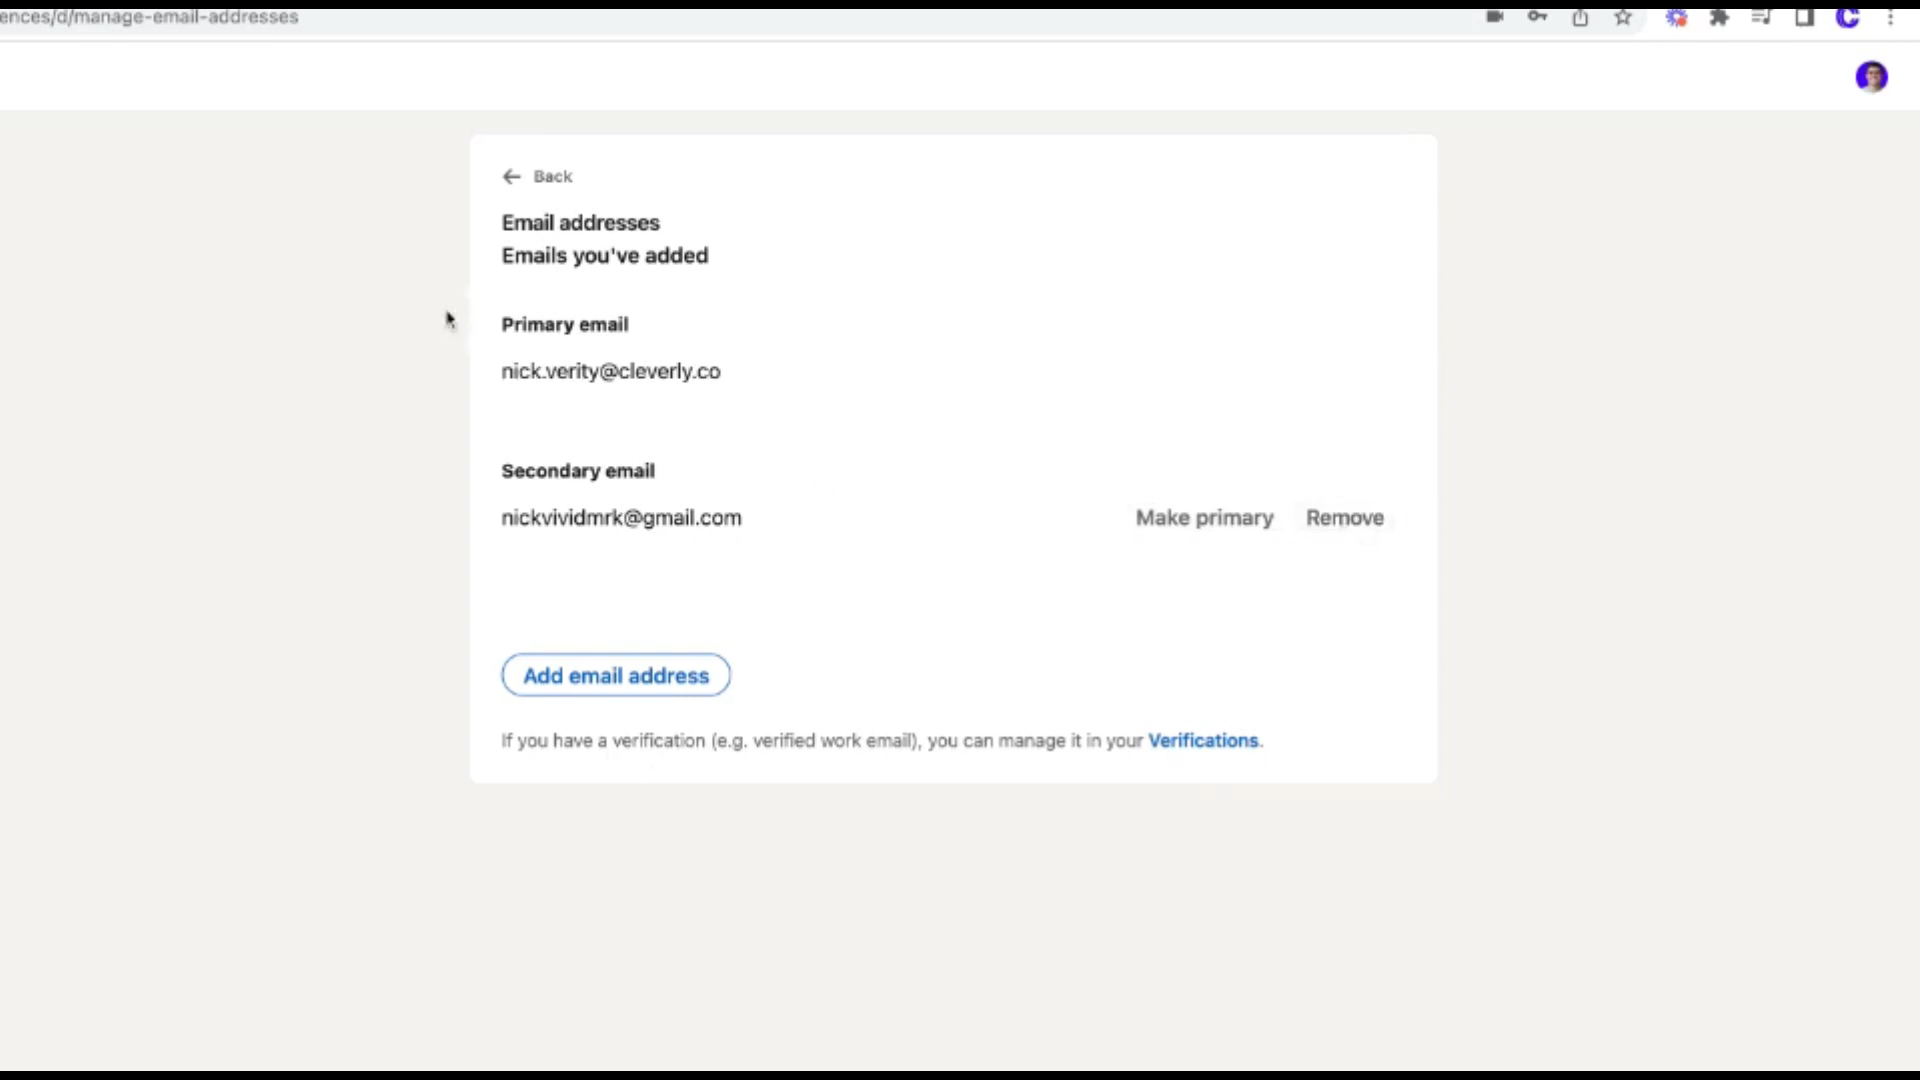 ences/d/manage-email-addresses
Back
Email addresses
Emails you've added
Primary email
nick.verity@cleverly.co
Secondary email
nickvividmrk@gmail.com Make primary Remove
Add email address
If you have a verification (e.g. verified work email), you can manage it in your Verifications.